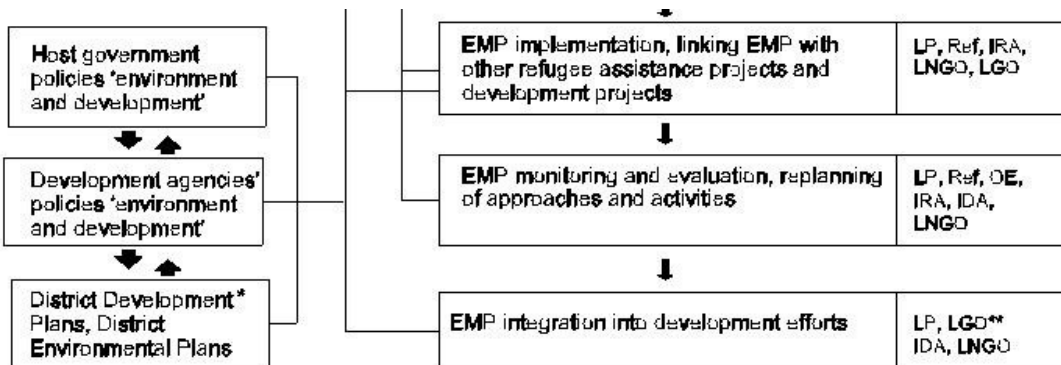 Host government
policies 'environment
and development'
Development agencies'
policies 'environment
and development'
District Development*
Plans, District
Environmental Plans
EMP implementation, linking EMP with
other refugee assistance projects and
development projects
LP, Ref, IRA,
LNGO, LGO
EMP monitoring and evaluation, replanning
of approaches and activities
LP, Ref, OE,
IRA, IDA,
LNGO
EMP integration into development efforts
LP, LGO**
IDA, LNGO